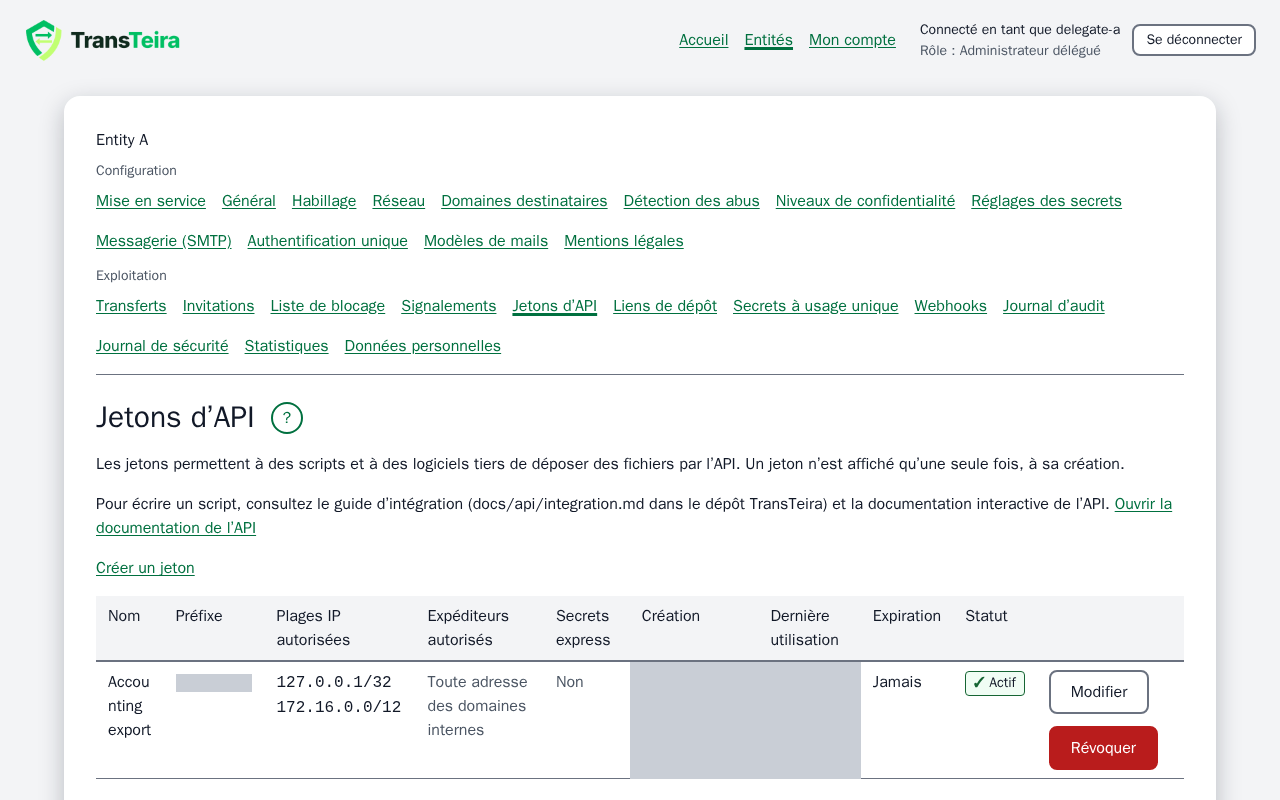 TransTeira
Accueil Entités Mon compte
Connecté en tant que delegate-a
Rôle : Administrateur délégué
Se déconnecter
Entity A
Configuration
Mise en service Général Habillage Réseau Domaines destinataires Détection des abus Niveaux de confidentialité Réglages des secrets
Messagerie (SMTP) Authentification unique Modèles de mails Mentions légales
Exploitation
Transferts Invitations Liste de blocage Signalements Jetons d’API Liens de dépôt Secrets à usage unique Webhooks Journal d’audit
Journal de sécurité Statistiques Données personnelles
Jetons d’API ?
Les jetons permettent à des scripts et à des logiciels tiers de déposer des fichiers par l’API. Un jeton n’est affiché qu’une seule fois, à sa création.
Pour écrire un script, consultez le guide d’intégration (docs/api/integration.md dans le dépôt TransTeira) et la documentation interactive de l’API. Ouvrir la
documentation de l’API
Créer un jeton
Nom Préfixe Plages IP autorisées Expéditeurs autorisés Secrets express Création Dernière utilisation Expiration Statut
Accou
nting
export
127.0.0.1/32
172.16.0.0/12
Toute adresse
des domaines
internes
Non
Jamais
✓ Actif
Modifier
Révoquer